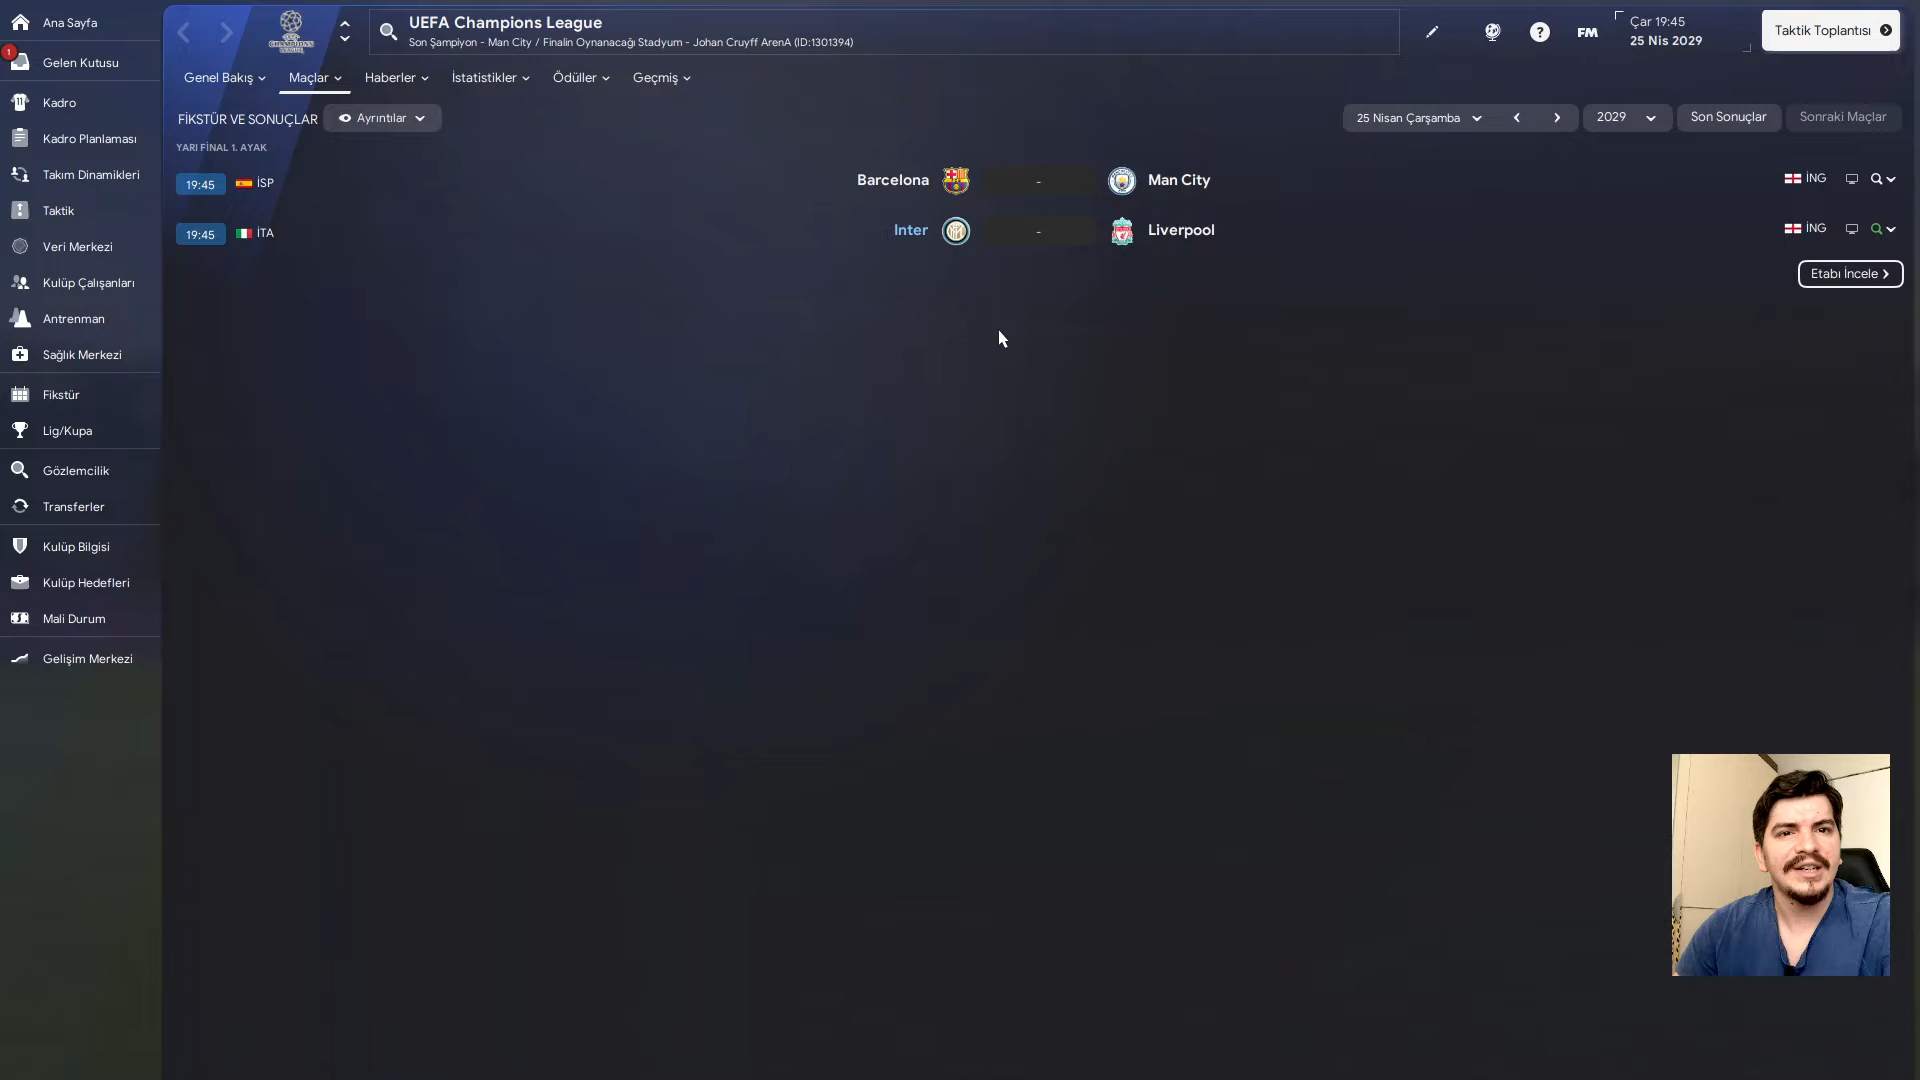 Ana Sayfa
1
Gelen Kutusu
Kadro
Kadro Planlaması
Takım Dinamikleri
Taktik
Veri Merkezi
Kulüp Çalışanları
Antrenman
Sağlık Merkezi
Fikstür
Lig/Kupa
Gözlemcilik
Transferler
Kulüp Bilgisi
Kulüp Hedefleri
Mali Durum
Gelişim Merkezi
UEFA Champions League
Son Şampiyon - Man City / Finalin Oynanacağı Stadyum - Johan Cruyff ArenA (ID:1301394)
FM
Çar 19:45
25 Nis 2029
Taktik Toplantısı
Genel Bakış Maçlar Haberler İstatistikler Ödüller Geçmiş
FİKSTÜR VE SONUÇLAR Ayrıntılar 25 Nisan Çarşamba 2029 Son Sonuçlar Sonraki Maçlar
YARI FİNAL 1. AYAK
19:45 İSP Barcelona - Man City İNG
19:45 İTA Inter - Liverpool İNG
Etabı İncele